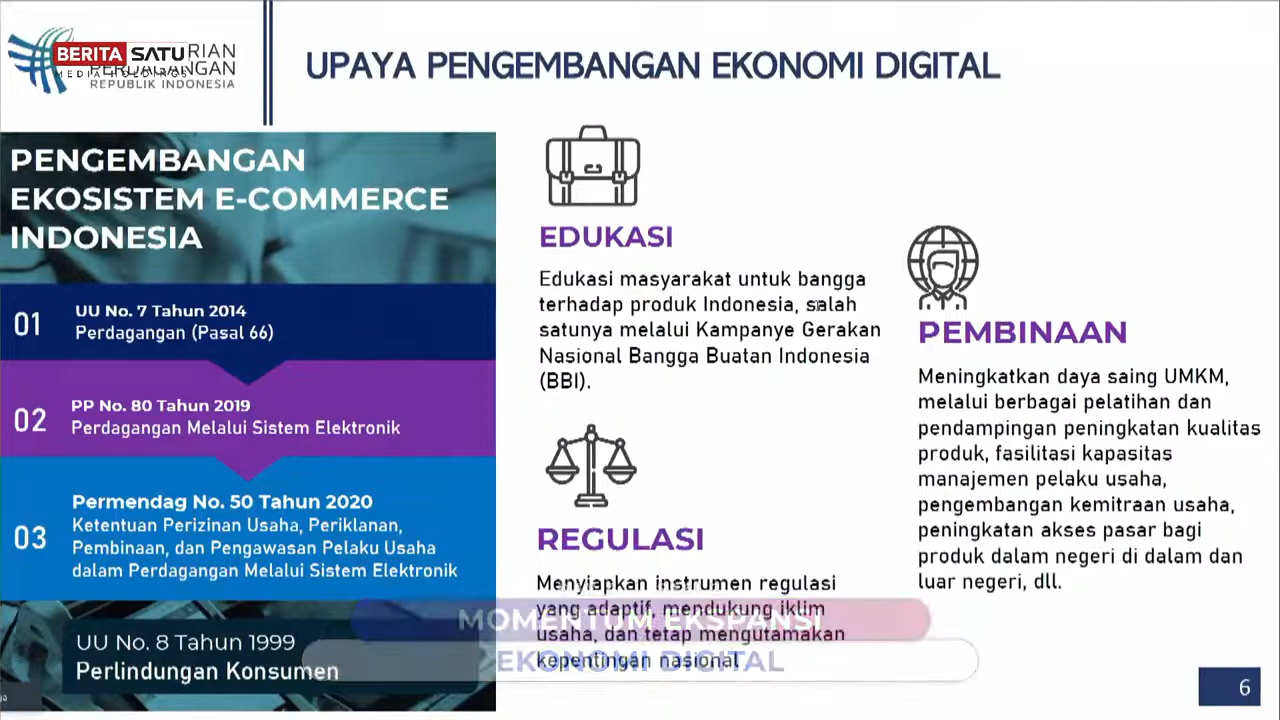 BERITA SATU
MEDIA HOLDINGS
RIAN
PERDAGANGAN
REPUBLIK INDONESIA
UPAYA PENGEMBANGAN EKONOMI DIGITAL
PENGEMBANGAN
EKOSISTEM E-COMMERCE
INDONESIA
01
UU No. 7 Tahun 2014
Perdagangan (Pasal 66)
02
PP No. 80 Tahun 2019
Perdagangan Melalui Sistem Elektronik
03
Permendag No. 50 Tahun 2020
Ketentuan Perizinan Usaha, Periklanan,
Pembinaan, dan Pengawasan Pelaku Usaha
dalam Perdagangan Melalui Sistem Elektronik
UU No. 8 Tahun 1999
Perlindungan Konsumen
EDUKASI
Edukasi masyarakat untuk bangga
terhadap produk Indonesia, salah
satunya melalui Kampanye Gerakan
Nasional Bangga Buatan Indonesia
(BBI).
REGULASI
Menyiapkan instrumen regulasi
yang adaptif, mendukung iklim
usaha, dan tetap mengutamakan
kepentingan nasional
PEMBINAAN
Meningkatkan daya saing UMKM,
melalui berbagai pelatihan dan
pendampingan peningkatan kualitas
produk, fasilitasi kapasitas
manajemen pelaku usaha,
pengembangan kemitraan usaha,
peningkatan akses pasar bagi
produk dalam negeri di dalam dan
luar negeri, dll.
MOMENTUM EKSPANSI
EKONOMI DIGITAL
6